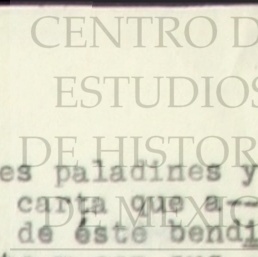 CENTRO D
ESTUDIOS
DE HISTOR
DE MEXIC
es paladines y
carta que a--
de éste bendi